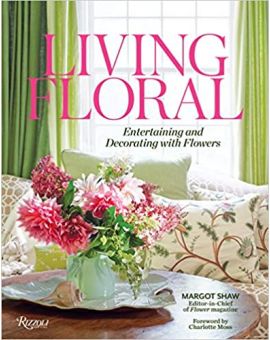 LIVING
FLORAL
Entertaining and
Decorating with Flowers
MARGOT SHAW
Editor-in-Chief
of Flower magazine
Foreword by
Charlotte Moss
RIZZOLI